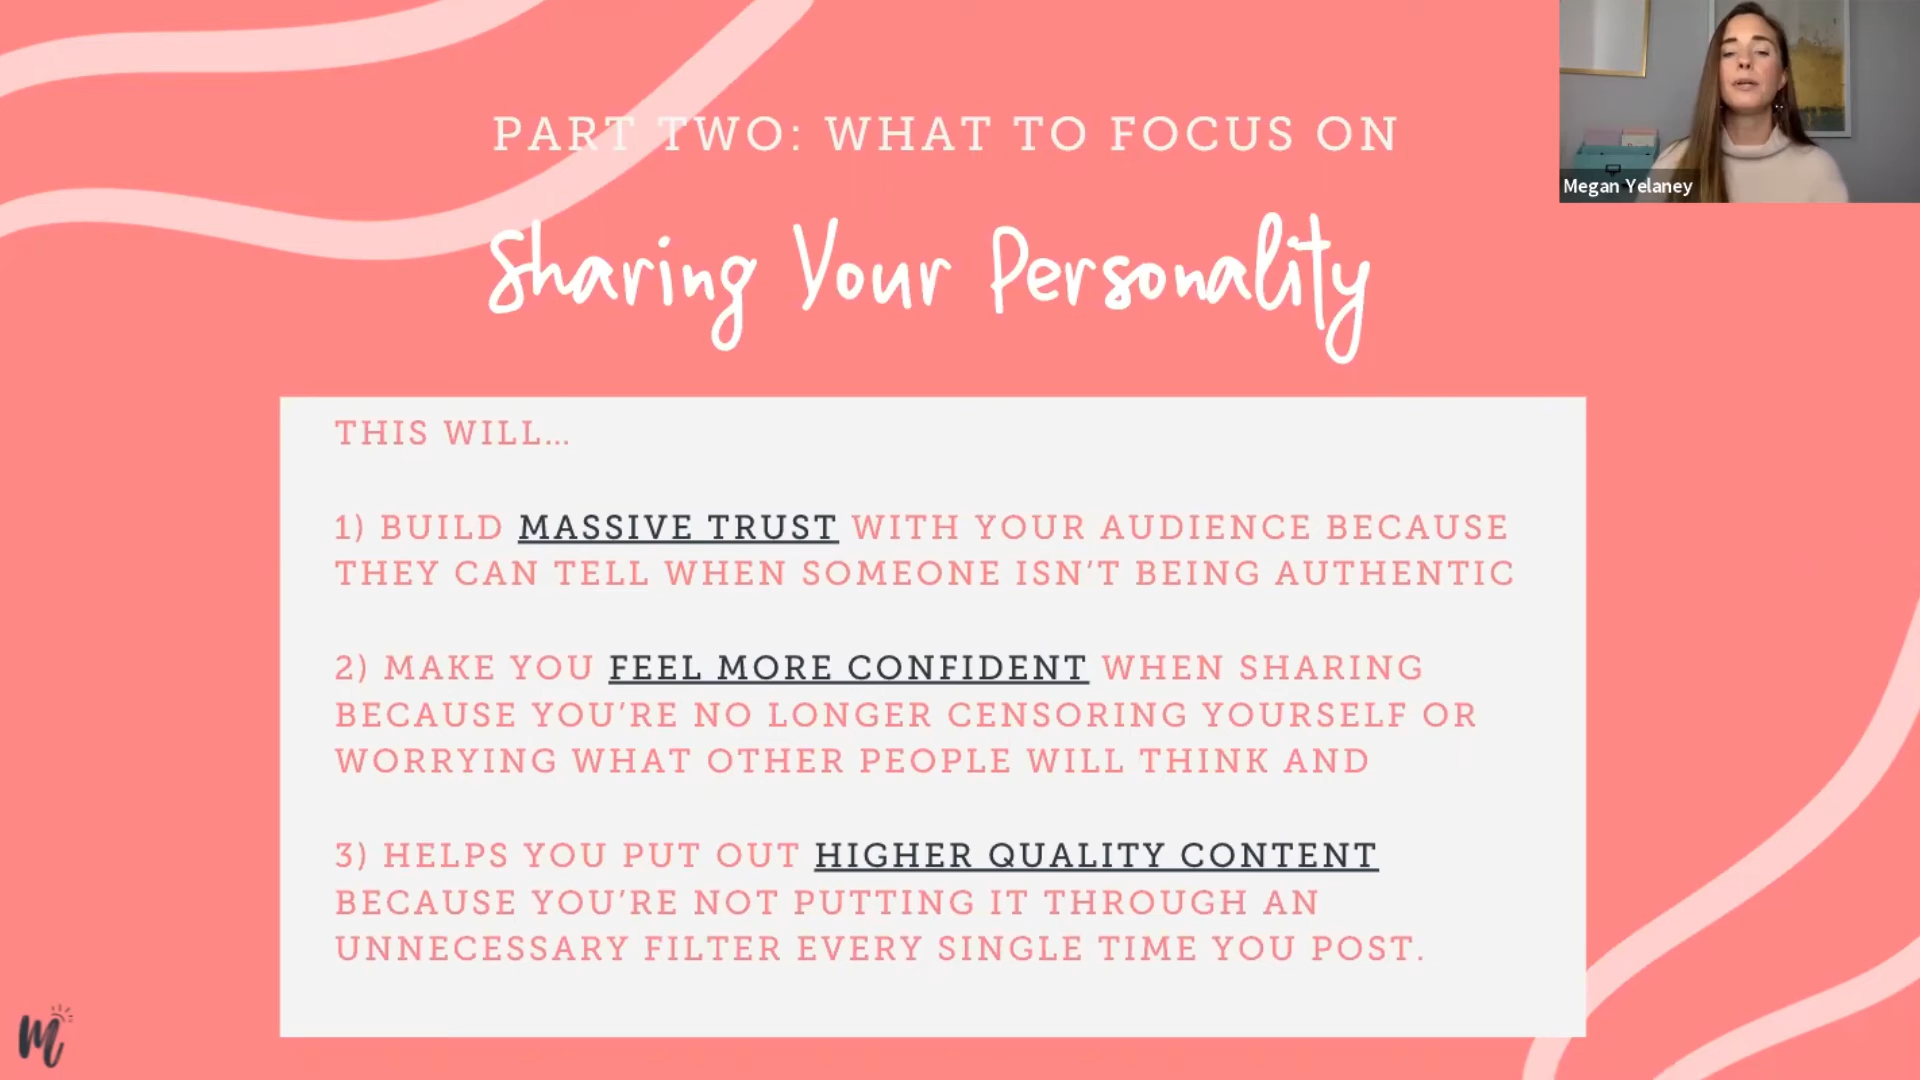 PART TWO: WHAT TO FOCUS ON
Sharing Your Personality
Megan Yelaney
THIS WILL...
1) BUILD MASSIVE TRUST WITH YOUR AUDIENCE BECAUSE
THEY CAN TELL WHEN SOMEONE ISN’T BEING AUTHENTIC
2) MAKE YOU FEEL MORE CONFIDENT WHEN SHARING
BECAUSE YOU’RE NO LONGER CENSORING YOURSELF OR
WORRYING WHAT OTHER PEOPLE WILL THINK AND
3) HELPS YOU PUT OUT HIGHER QUALITY CONTENT
BECAUSE YOU’RE NOT PUTTING IT THROUGH AN
UNNECESSARY FILTER EVERY SINGLE TIME YOU POST.
m